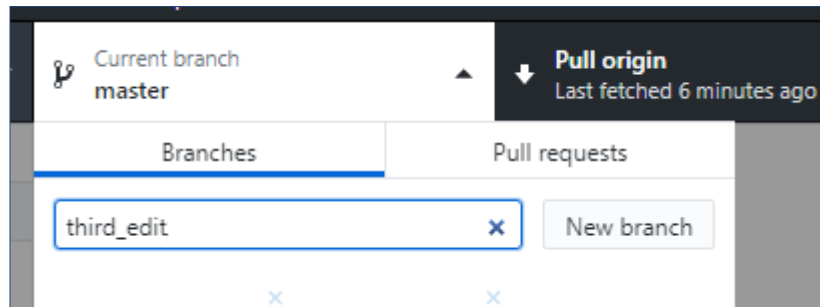 Current branch
master
Pull origin
Last fetched 6 minutes ago
Branches
Pull requests
third_edit
New branch